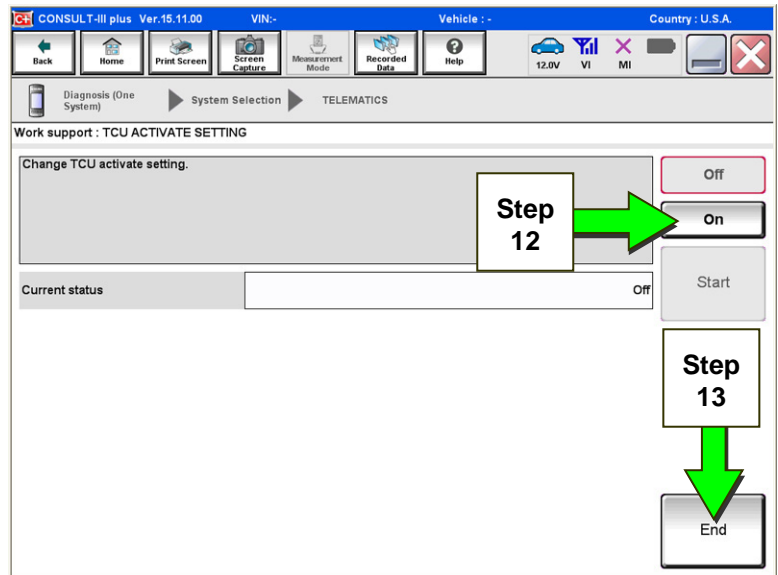 CONSULT-III plus Ver.15.11.00 VIN:- Vehicle : - Country : U.S.A.
Back
Home
Print Screen
Screen
Capture
Measurement
Mode
Recorded
Data
Help
12.0V
VI
MI
Diagnosis (One
System)
System Selection
TELEMATICS
Work support : TCU ACTIVATE SETTING
Change TCU activate setting.
Off
Step
12
On
Current status
Off
Start
Step
13
End